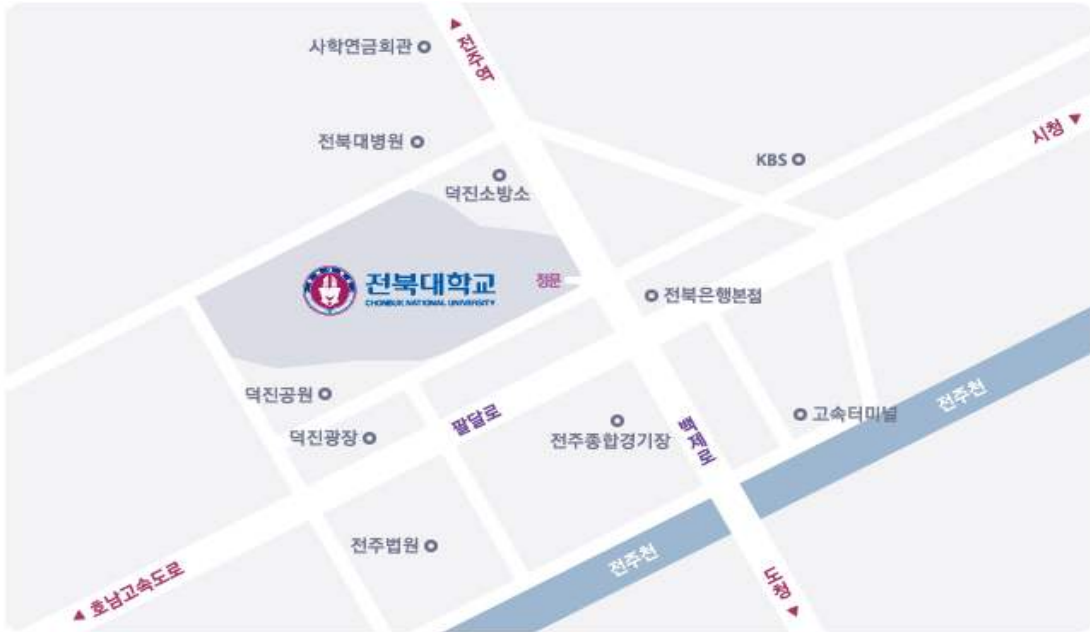 사학연금회관
▲ 전주역
전북대병원
시청 ▼
KBS
덕진소방소
전북대학교
CHONBUK NATIONAL UNIVERSITY
정문
전북은행본점
덕진공원
덕진광장
팔달로
전주종합경기장
백제로
고속터미널
전주천
전주법원
전주천
도청 ▼
◀ 호남고속도로